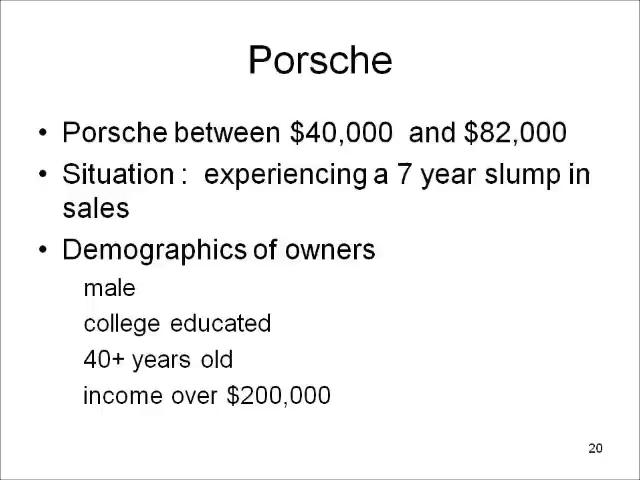 Porsche
• Porsche between $40,000 and $82,000
• Situation : experiencing a 7 year slump in
sales
• Demographics of owners
male
college educated
40+ years old
income over $200,000
20